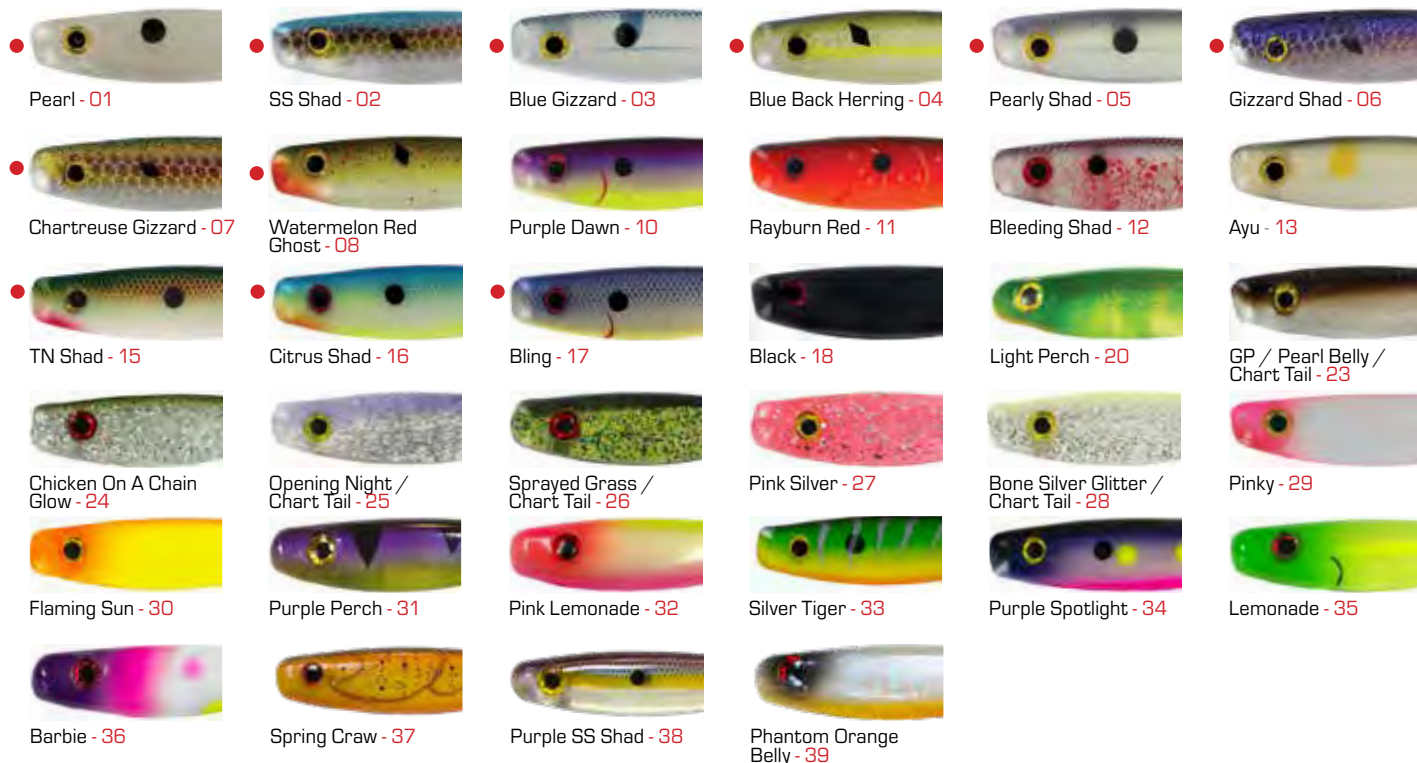 Pearl - 01
SS Shad - 02
Blue Gizzard - 03
Blue Back Herring - 04
Pearly Shad - 05
Gizzard Shad - 06
Chartreuse Gizzard - 07
Watermelon Red
Ghost - 08
Purple Dawn - 10
Rayburn Red - 11
Bleeding Shad - 12
Ayu - 13
TN Shad - 15
Citrus Shad - 16
Bling - 17
Black - 18
Light Perch - 20
GP / Pearl Belly /
Chart Tail - 23
Chicken On A Chain
Glow - 24
Opening Night /
Chart Tail - 25
Sprayed Grass /
Chart Tail - 26
Pink Silver - 27
Bone Silver Glitter /
Chart Tail - 28
Pinky - 29
Flaming Sun - 30
Purple Perch - 31
Pink Lemonade - 32
Silver Tiger - 33
Purple Spotlight - 34
Lemonade - 35
Barbie - 36
Spring Craw - 37
Purple SS Shad - 38
Phantom Orange
Belly - 39